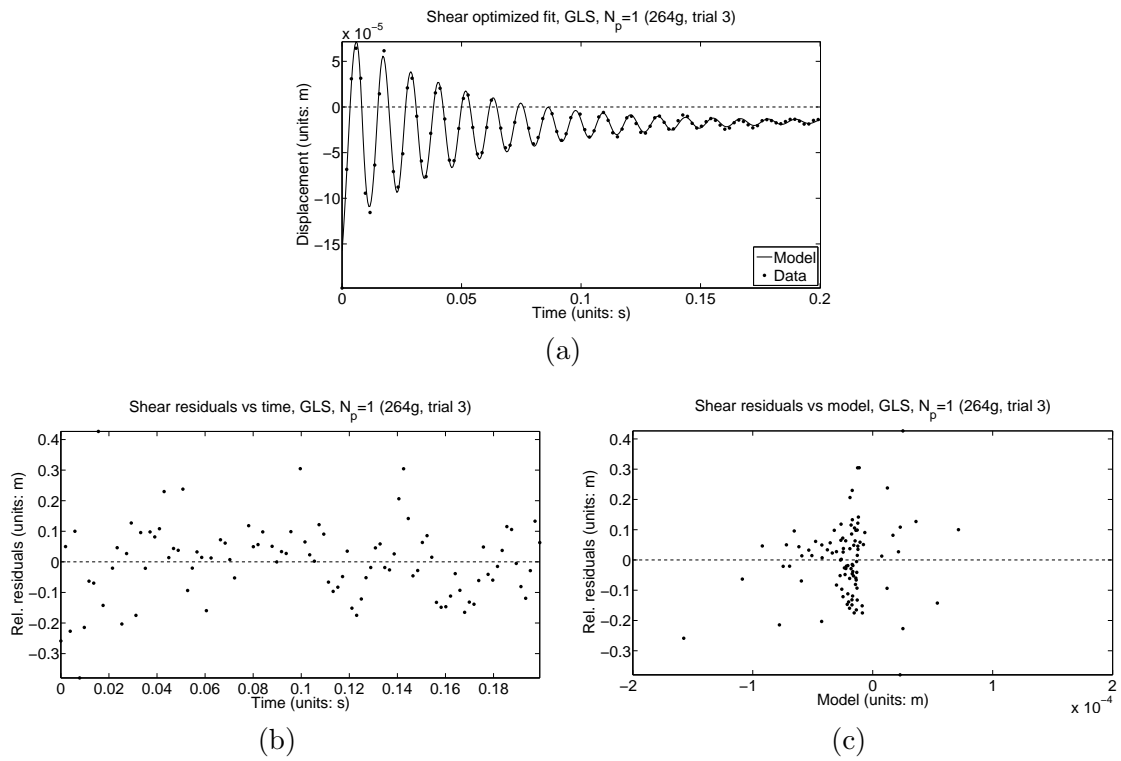 Shear optimized fit, GLS, N_p=1 (264g, trial 3)
x 10^-5
5
0
−5
−10
−15
Displacement (units: m)
Model
Data
0
0.05
0.1
0.15
0.2
Time (units: s)
(a)
Shear residuals vs time, GLS, N_p=1 (264g, trial 3)
0.4
0.3
0.2
0.1
0
−0.1
−0.2
−0.3
Rel. residuals (units: m)
0
0.02
0.04
0.06
0.08
0.1
0.12
0.14
0.16
0.18
Time (units: s)
(b)
Shear residuals vs model, GLS, N_p=1 (264g, trial 3)
0.4
0.3
0.2
0.1
0
−0.1
−0.2
−0.3
Rel. residuals (units: m)
−2
−1
0
1
2
Model (units: m)
x 10^-4
(c)